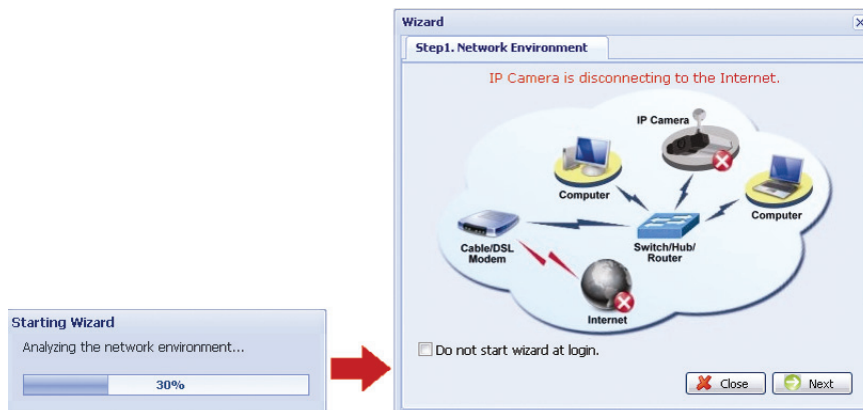 Starting Wizard
Analyzing the network environment...
30%
Wizard
Step1. Network Environment
IP Camera is disconnecting to the Internet.
IP Camera
Computer
Computer
Cable/DSL
Modem
Switch/Hub/
Router
Internet
Do not start wizard at login.
Close
Next